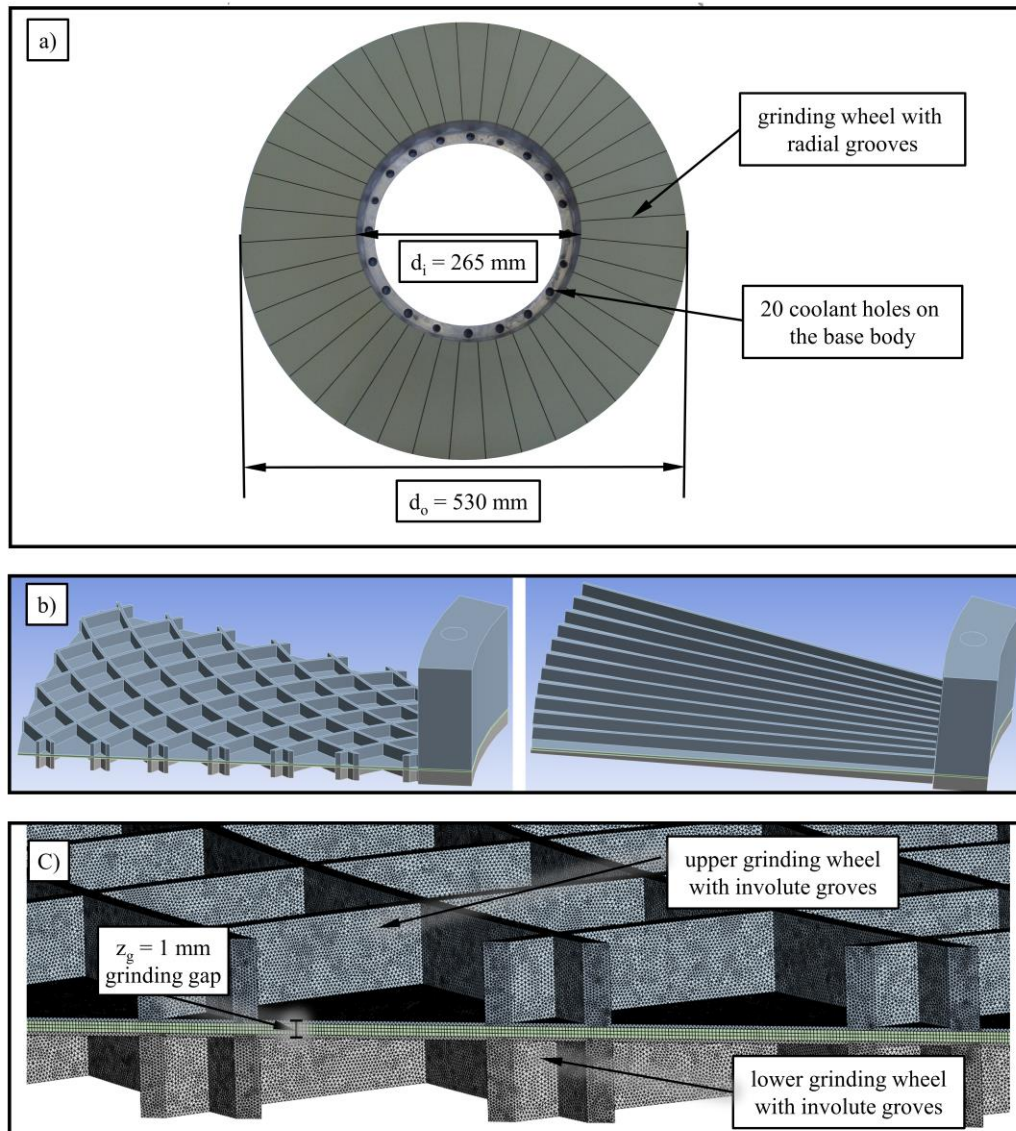 a)
grinding wheel with
radial grooves
d_i = 265 mm
20 coolant holes on
the base body
d_o = 530 mm
b)
C)
upper grinding wheel
with involute groves
z_g = 1 mm
grinding gap
lower grinding wheel
with involute groves